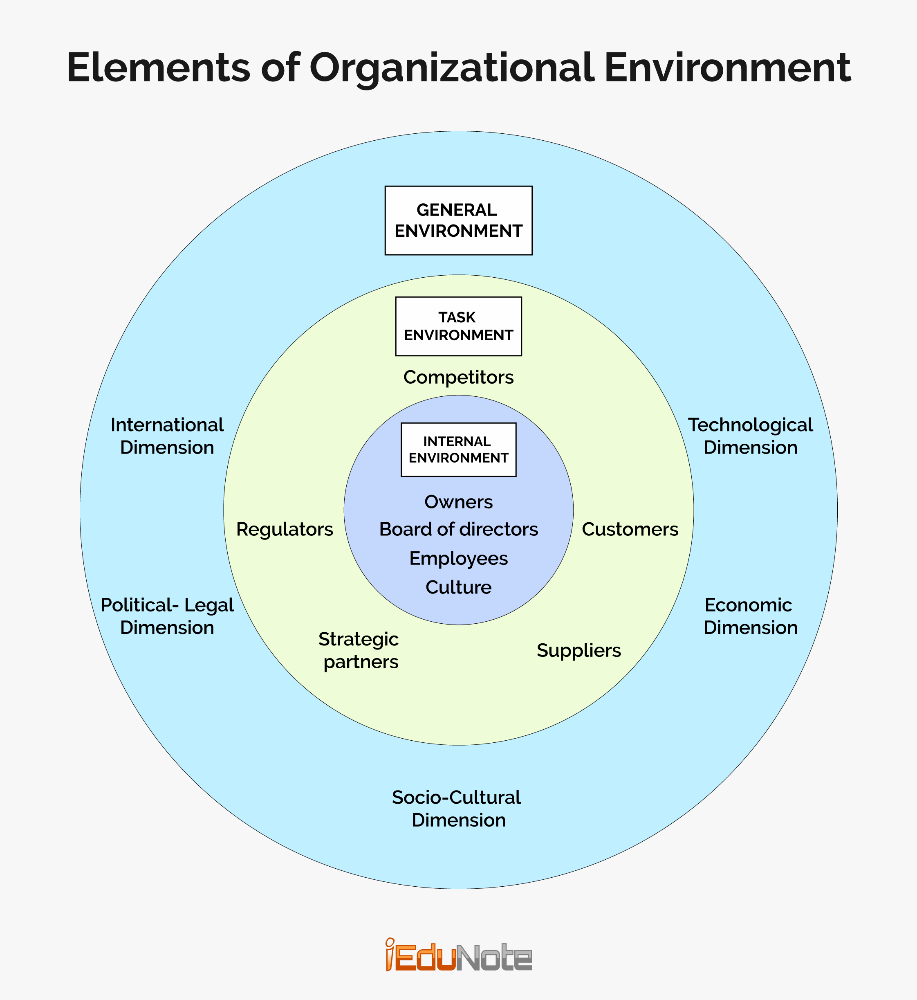 Elements of Organizational Environment
GENERAL
ENVIRONMENT
TASK
ENVIRONMENT
Competitors
International
Dimension
Technological
Dimension
INTERNAL
ENVIRONMENT
Owners
Board of directors
Employees
Culture
Regulators
Customers
Political- Legal
Dimension
Economic
Dimension
Strategic
partners
Suppliers
Socio-Cultural
Dimension
iEduNote